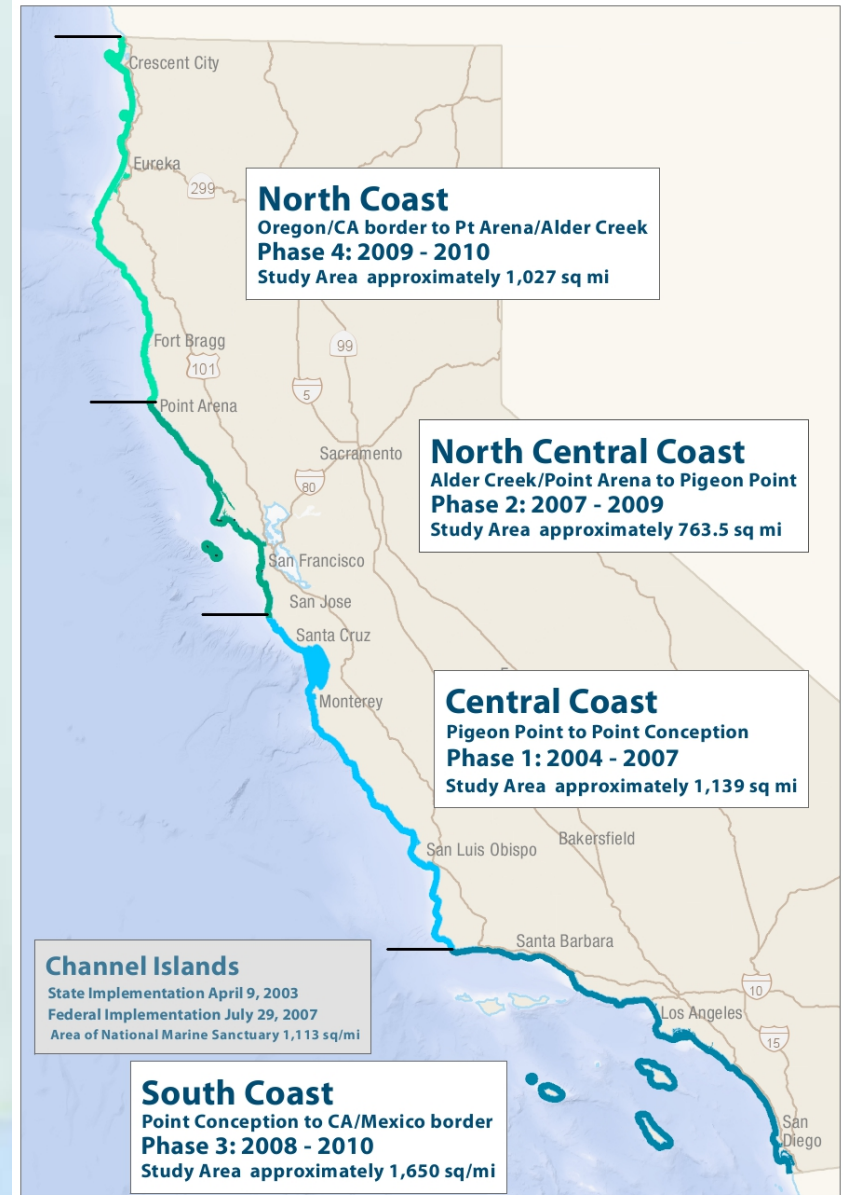 Crescent City
Eureka
299
North Coast
Oregon/CA border to Pt Arena/Alder Creek
Phase 4: 2009 - 2010
Study Area approximately 1,027 sq mi
Fort Bragg
99
101
5
Point Arena
North Central Coast
Alder Creek/Point Arena to Pigeon Point
Phase 2: 2007 - 2009
Study Area approximately 763.5 sq mi
Sacramento
80
San Francisco
San Jose
Santa Cruz
Monterey
Central Coast
Pigeon Point to Point Conception
Phase 1: 2004 - 2007
Study Area approximately 1,139 sq mi
San Luis Obispo
Bakersfield
Santa Barbara
Channel Islands
State Implementation April 9, 2003
Federal Implementation July 29, 2007
Area of National Marine Sanctuary 1,113 sq/mi
10
Los Angeles
15
South Coast
Point Conception to CA/Mexico border
Phase 3: 2008 - 2010
Study Area approximately 1,650 sq/mi
San
Diego